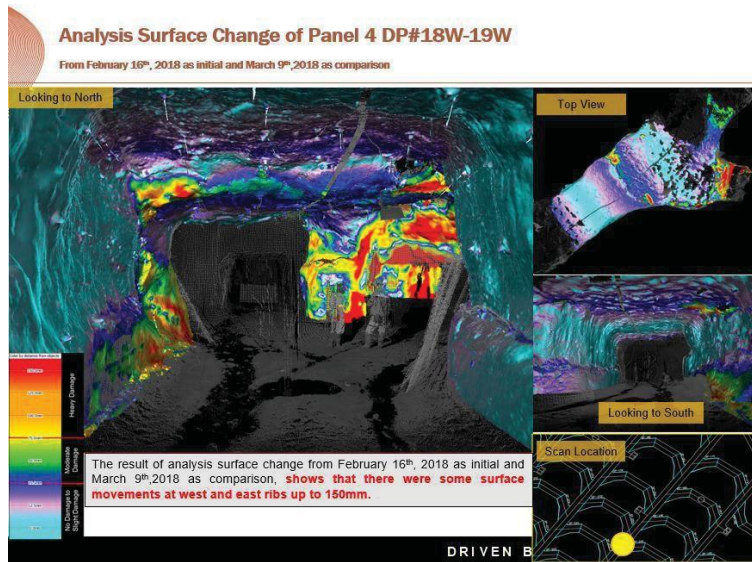 Analysis Surface Change of Panel 4 DP#18W-19W
From February 16th, 2018 as initial and March 9th,2018 as comparison
Looking to North
Top View
Looking to South
Scan Location
Heavy Damage
Moderate
Damage
No Damage to
Slight Damage
The result of analysis surface change from February 16th, 2018 as initial and
March 9th,2018 as comparison, shows that there were some surface
movements at west and east ribs up to 150mm.
DRIVEN B